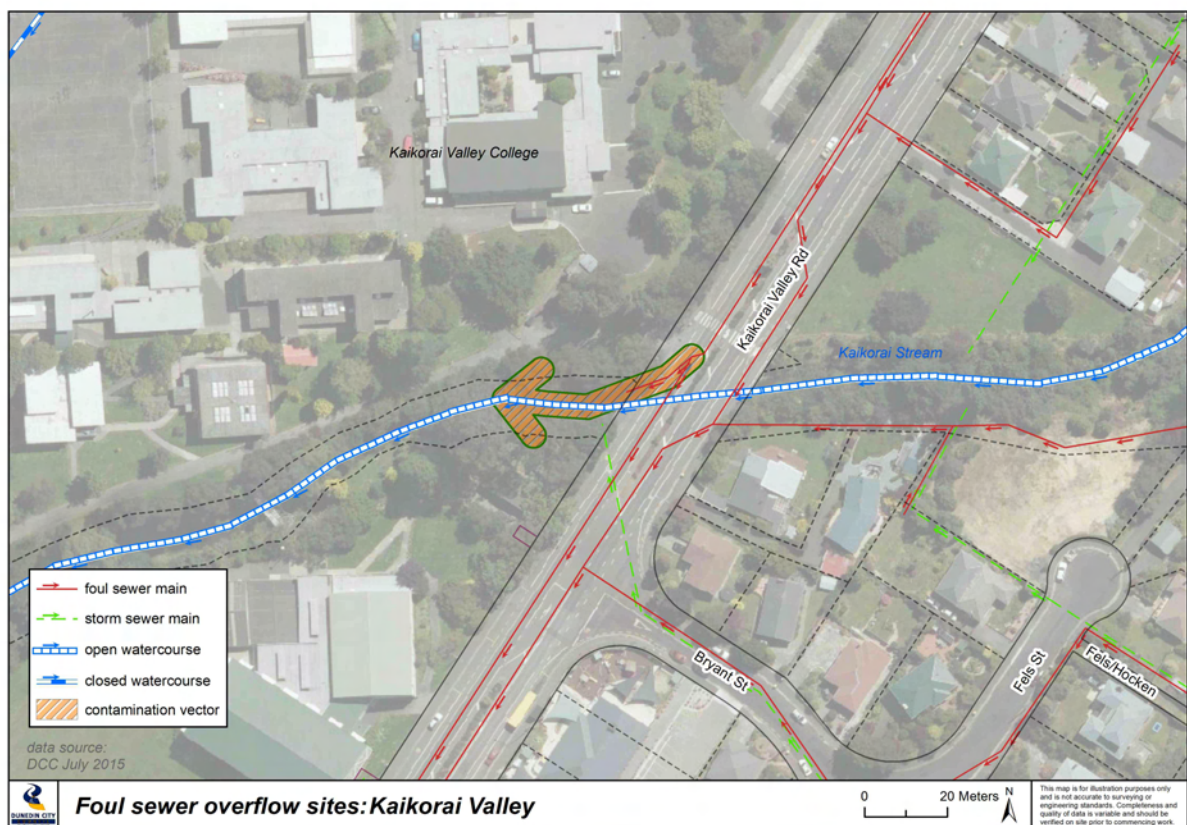 Kaikorai Valley College
Kaikorai Valley Rd
Kaikorai Stream
Bryant St
Fels St
Fels/Hocken
foul sewer main
storm sewer main
open watercourse
closed watercourse
contamination vector
data source:
DCC July 2015
DUNEDIN CITY
Foul sewer overflow sites: Kaikorai Valley
0 20 Meters N
This map is for illustration purposes only
and is not accurate to surveying or
engineering standards. Completeness and
quality of data is variable and should be
verified on site prior to commencing work.